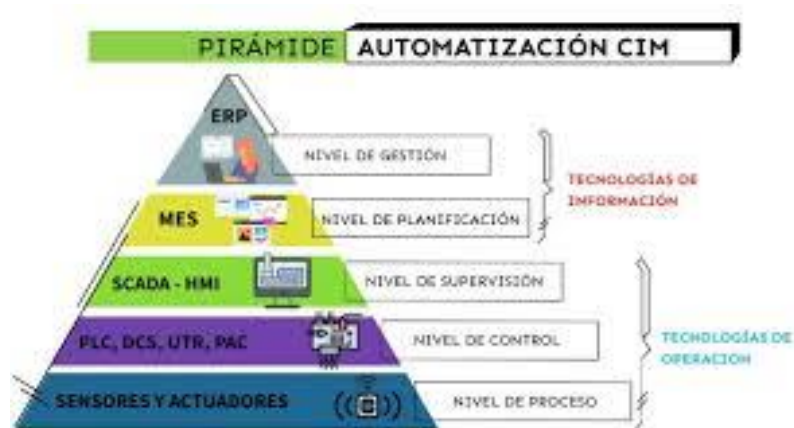 PIRÁMIDE AUTOMATIZACIÓN CIM
ERP
NIVEL DE GESTIÓN
TECNOLOGÍAS DE
INFORMACIÓN
MES
NIVEL DE PLANIFICACIÓN
SCADA - HMI
NIVEL DE SUPERVISIÓN
PLC, DCS, UTR, PAC
NIVEL DE CONTROL
TECNOLOGÍAS DE
OPERACIÓN
SENSORES Y ACTUADORES
NIVEL DE PROCESO